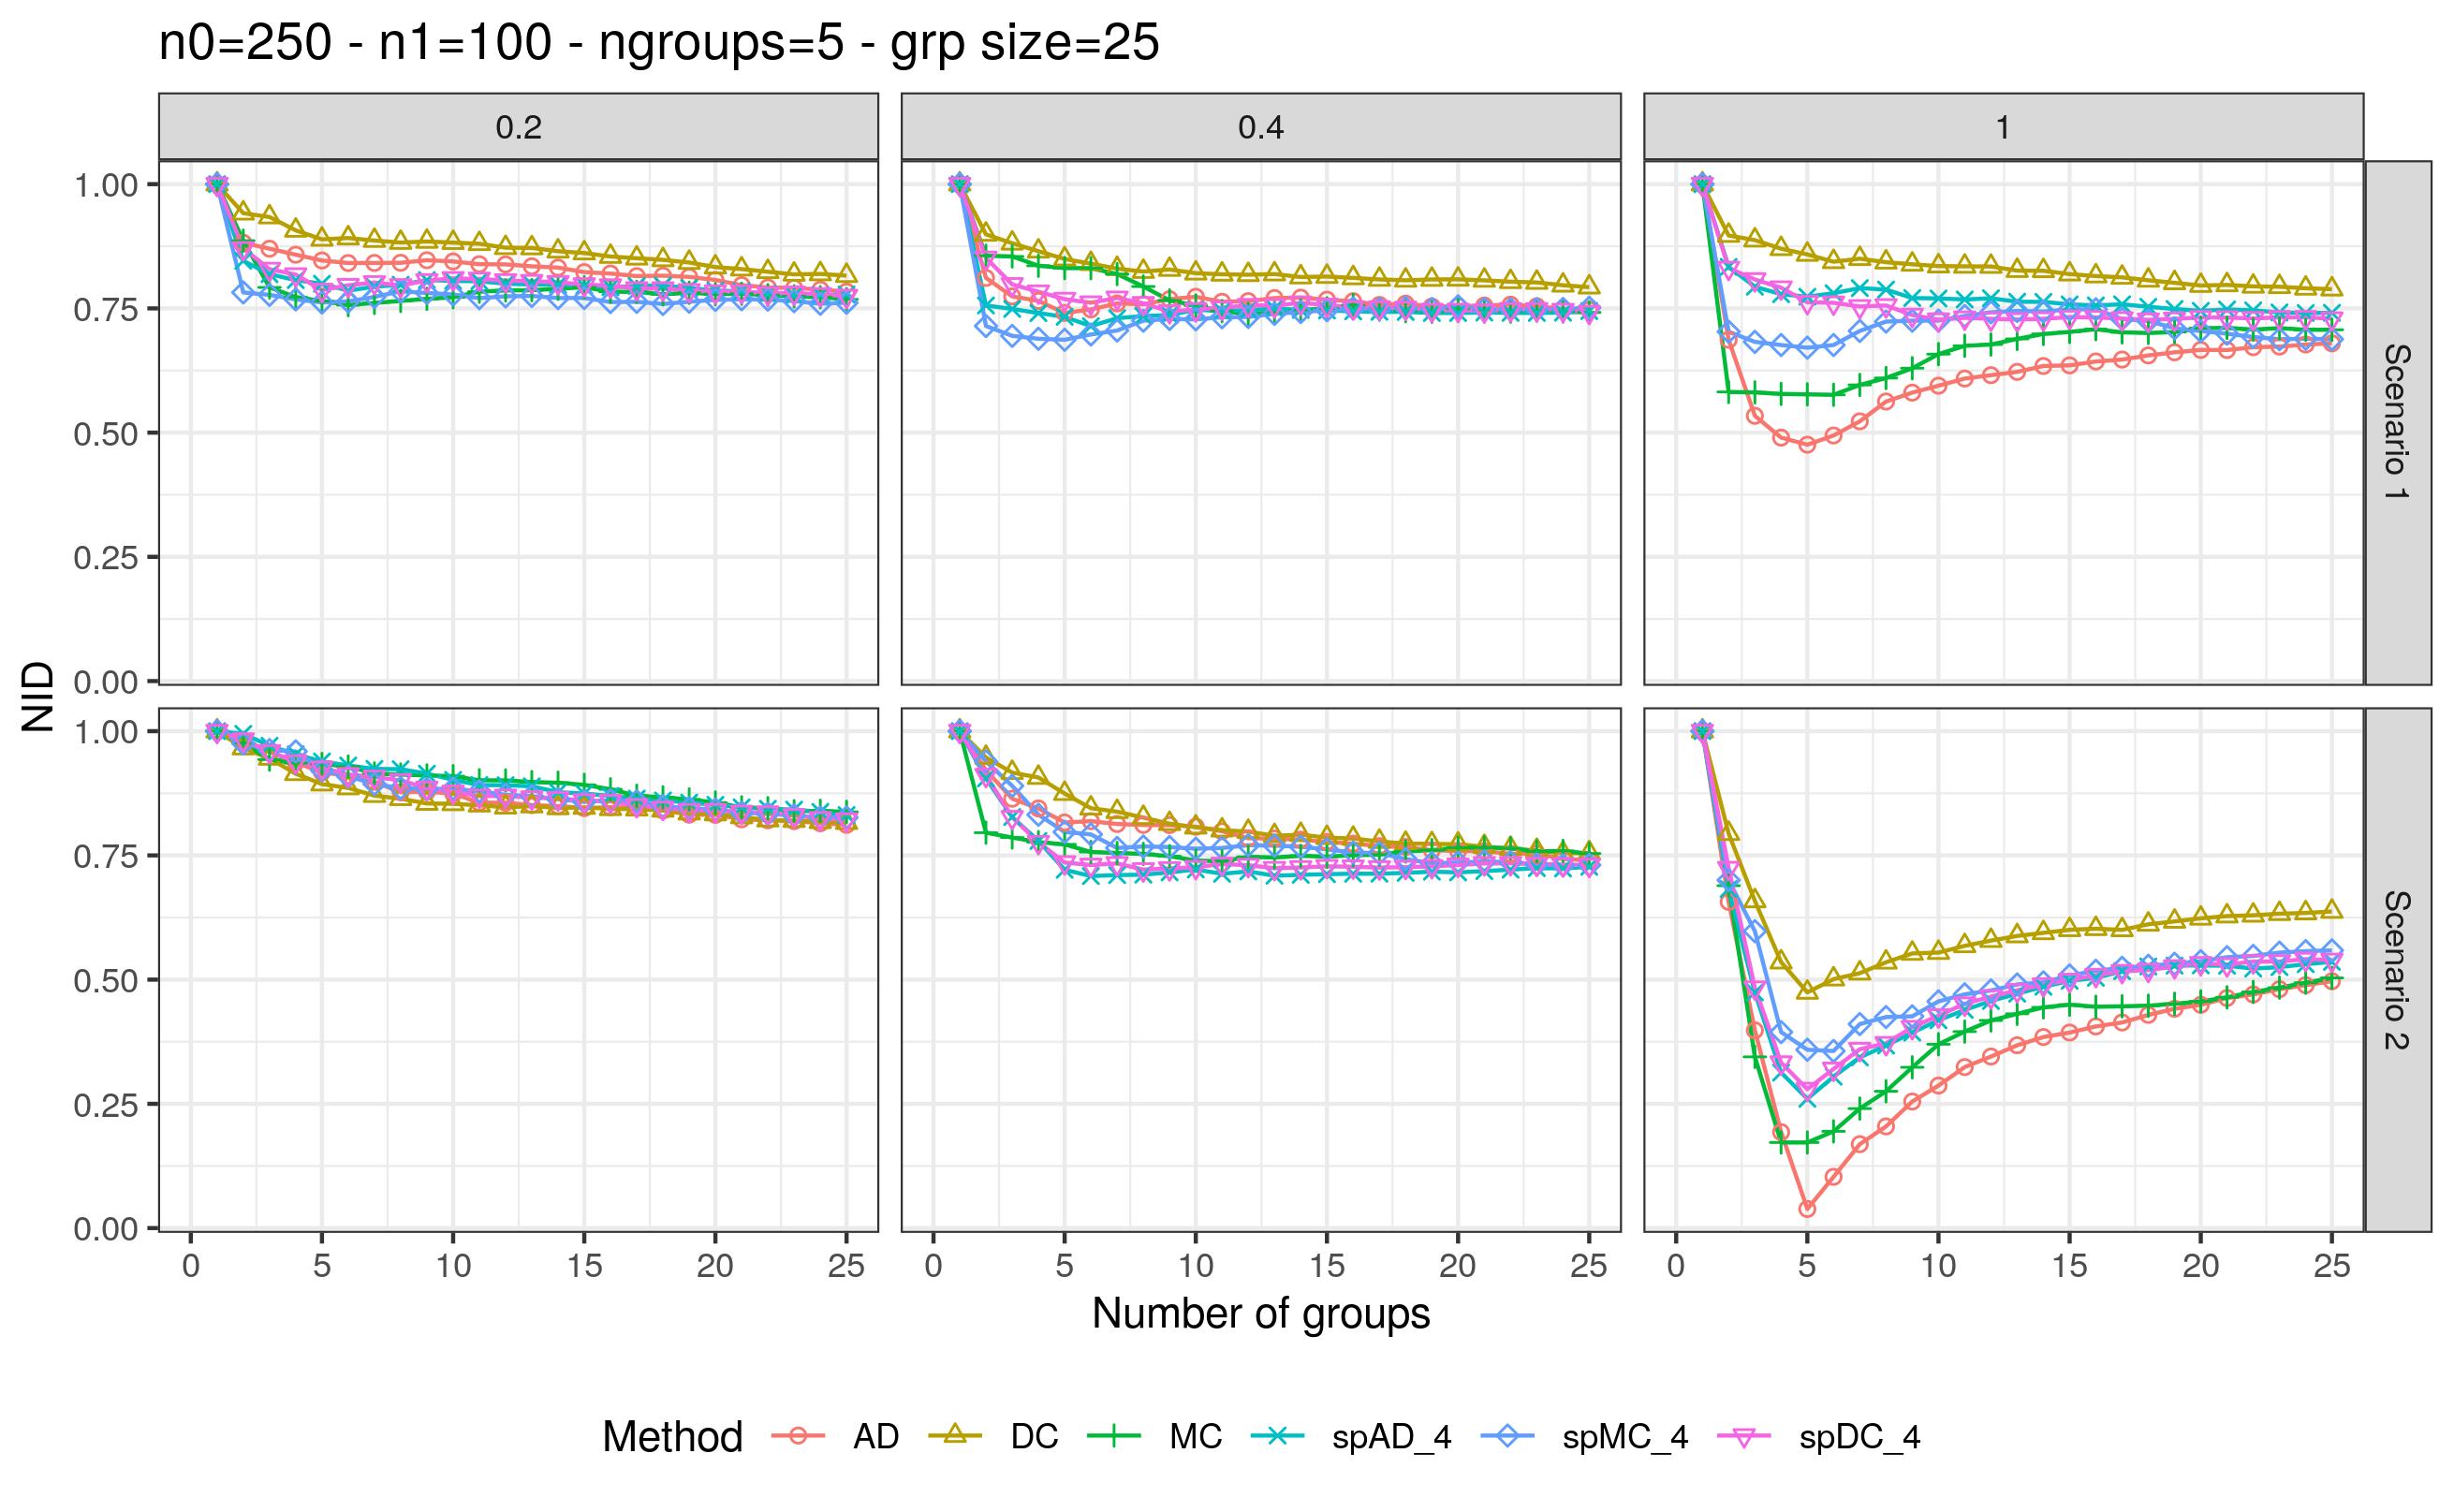 n0=250 - n1=100 - ngroups=5 - grp size=25
0.2 0.4 1
1.00
0.75
0.50
0.25
0.00
Scenario 1
NID
1.00
0.75
0.50
0.25
0.00
Scenario 2
0 5 10 15 20 25 0 5 10 15 20 25 0 5 10 15 20 25
Number of groups
Method AD DC MC spAD_4 spMC_4 spDC_4